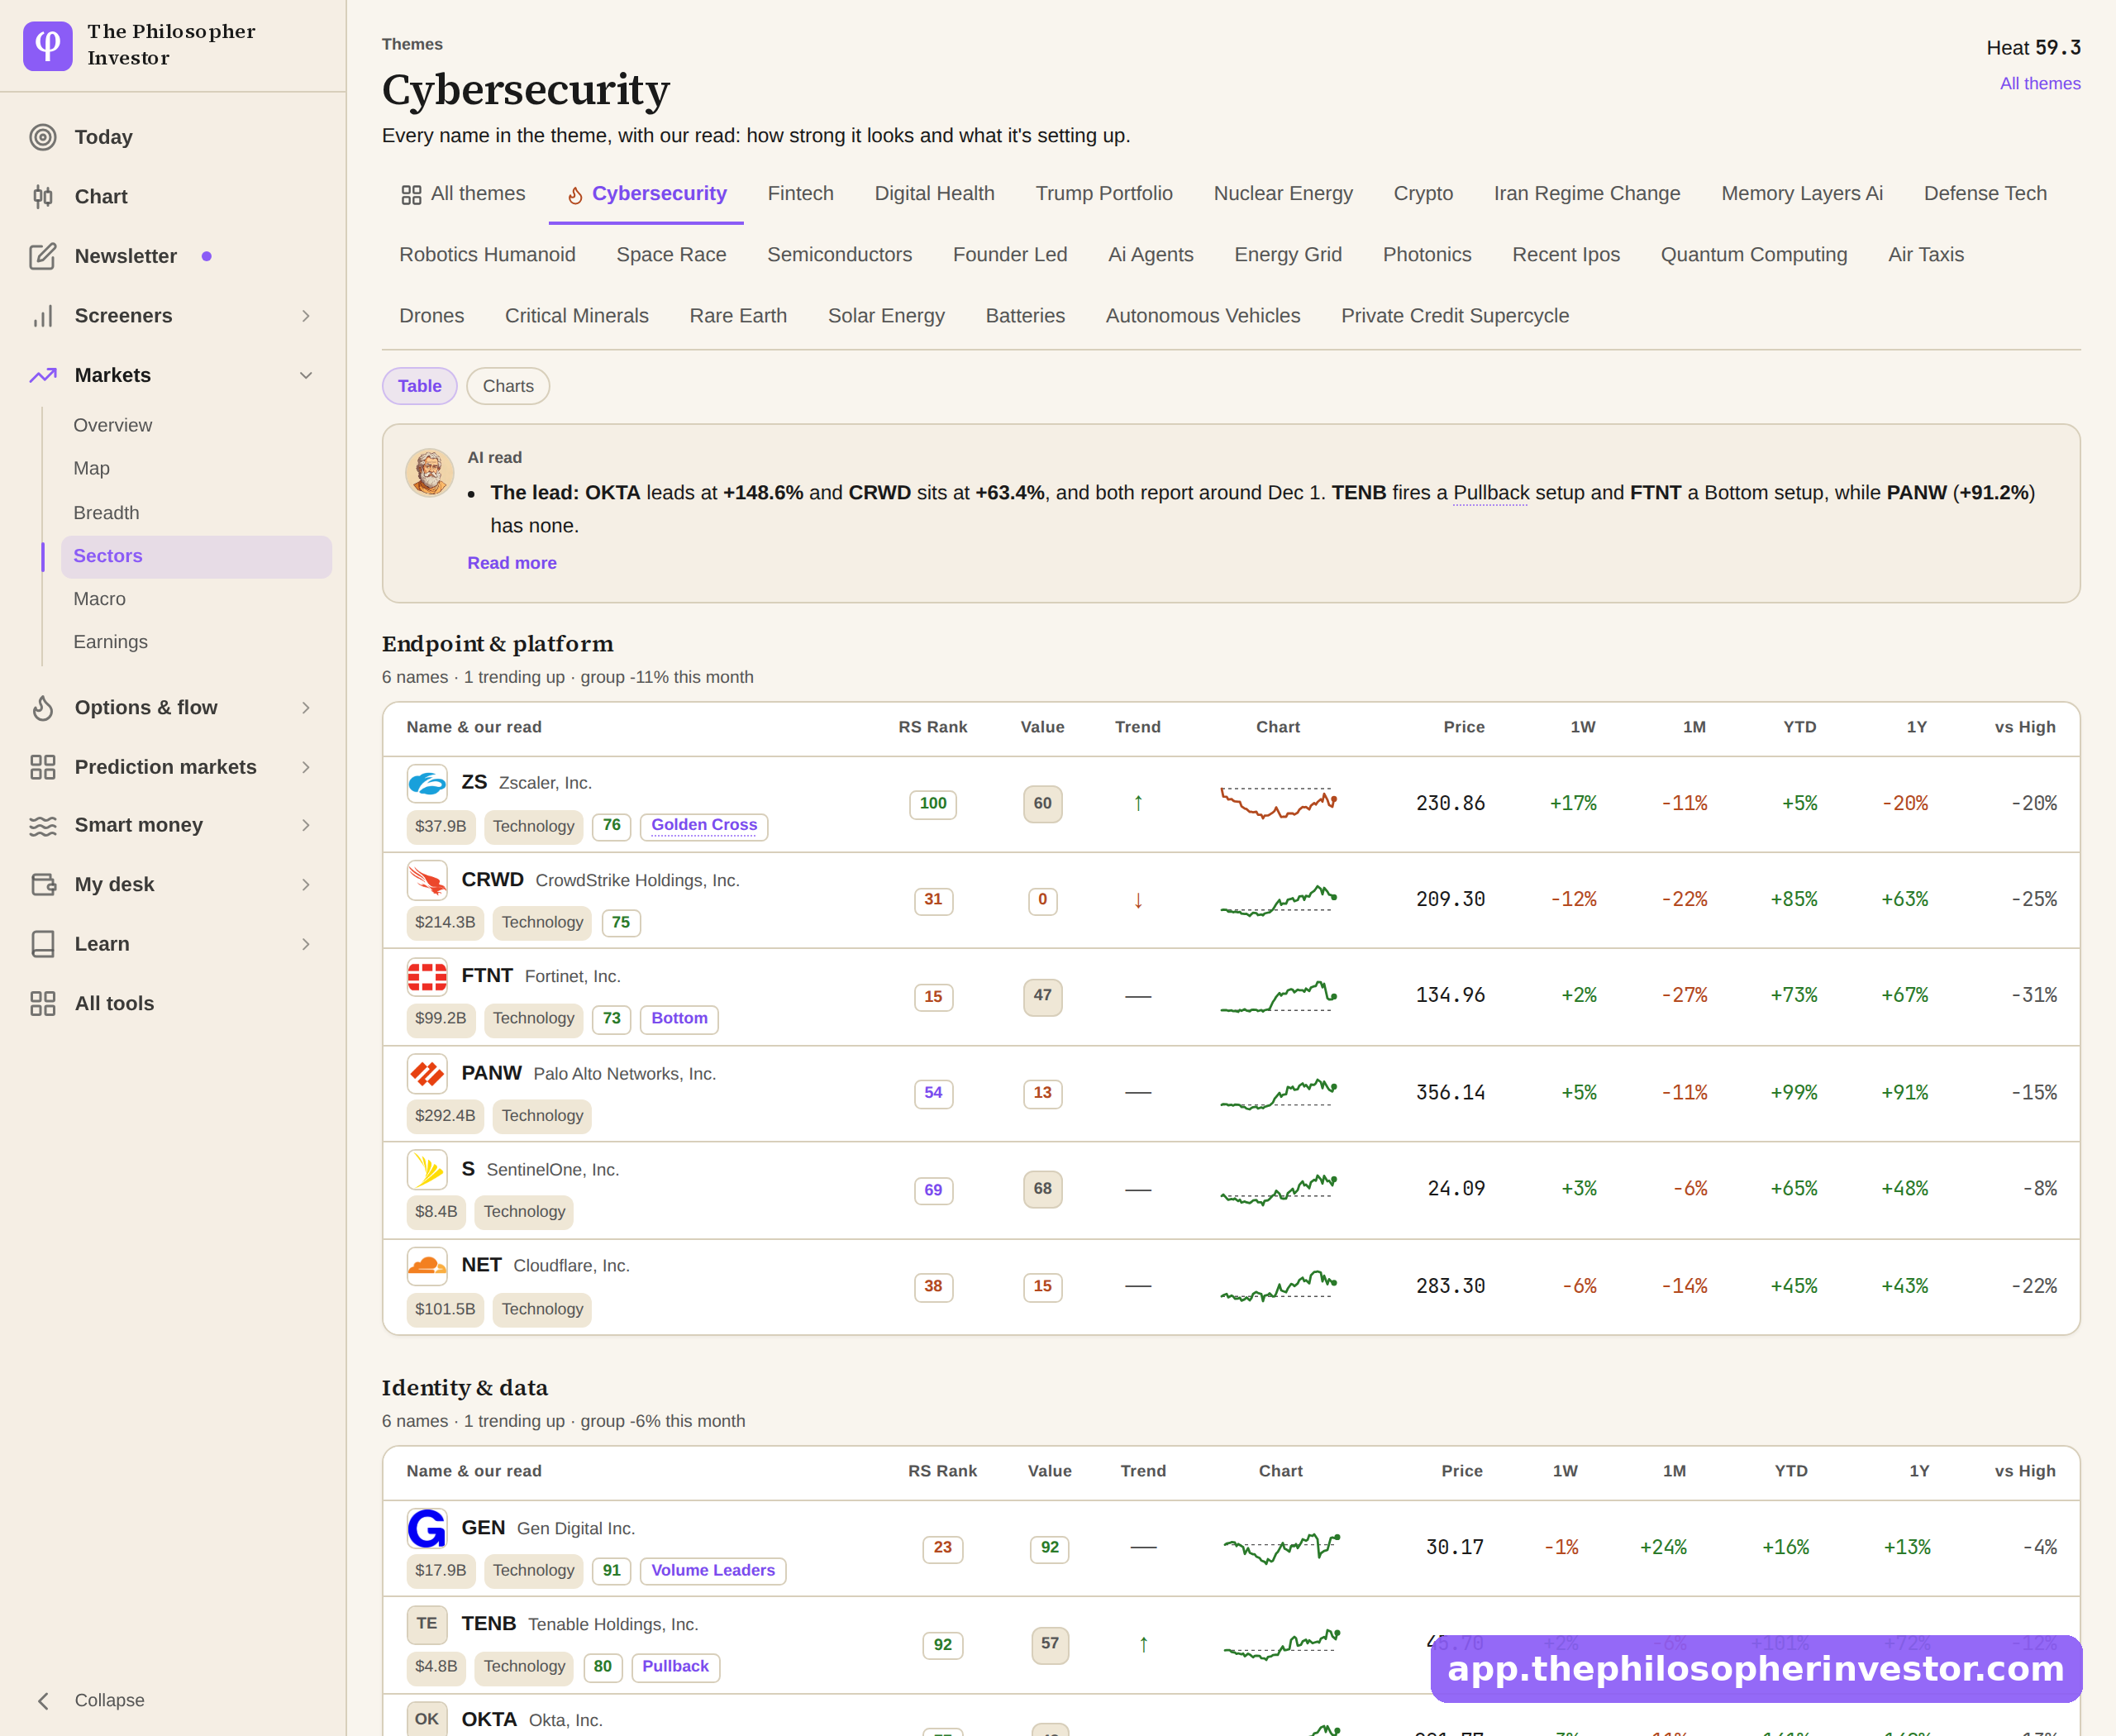 φ
The Philosopher
Investor
Today
Chart
Newsletter
Screeners
Markets
Overview
Map
Breadth
Sectors
Macro
Earnings
Options & flow
Prediction markets
Smart money
My desk
Learn
All tools
Collapse
Themes
Heat 59.3
Cybersecurity
All themes
Every name in the theme, with our read: how strong it looks and what it's setting up.
All themes Cybersecurity Fintech Digital Health Trump Portfolio Nuclear Energy Crypto Iran Regime Change Memory Layers Ai Defense Tech
Robotics Humanoid Space Race Semiconductors Founder Led Ai Agents Energy Grid Photonics Recent Ipos Quantum Computing Air Taxis
Drones Critical Minerals Rare Earth Solar Energy Batteries Autonomous Vehicles Private Credit Supercycle
Table Charts
AI read
• The lead: OKTA leads at +148.6% and CRWD sits at +63.4%, and both report around Dec 1. TENB fires a Pullback setup and FTNT a Bottom setup, while PANW (+91.2%)
has none.
Read more
Endpoint & platform
6 names · 1 trending up · group -11% this month
Name & our read RS Rank Value Trend Chart Price 1W 1M YTD 1Y vs High
ZS Zscaler, Inc.
100 60 ↑ 230.86 +17% -11% +5% -20% -20%
$37.9B Technology 76 Golden Cross
CRWD CrowdStrike Holdings, Inc.
31 0 ↓ 209.30 -12% -22% +85% +63% -25%
$214.3B Technology 75
FTNT Fortinet, Inc.
15 47 — 134.96 +2% -27% +73% +67% -31%
$99.2B Technology 73 Bottom
PANW Palo Alto Networks, Inc.
54 13 — 356.14 +5% -11% +99% +91% -15%
$292.4B Technology
S SentinelOne, Inc.
69 68 — 24.09 +3% -6% +65% +48% -8%
$8.4B Technology
NET Cloudflare, Inc.
38 15 — 283.30 -6% -14% +45% +43% -22%
$101.5B Technology
Identity & data
6 names · 1 trending up · group -6% this month
Name & our read RS Rank Value Trend Chart Price 1W 1M YTD 1Y vs High
G GEN Gen Digital Inc.
23 92 — 30.17 -1% +24% +16% +13% -4%
$17.9B Technology 91 Volume Leaders
TE TENB Tenable Holdings, Inc.
92 57 ↑ 45.70 +2% -6% +101% +72% -12%
$4.8B Technology 80 Pullback
app.thephilosopherinvestor.com
OK OKTA Okta, Inc.